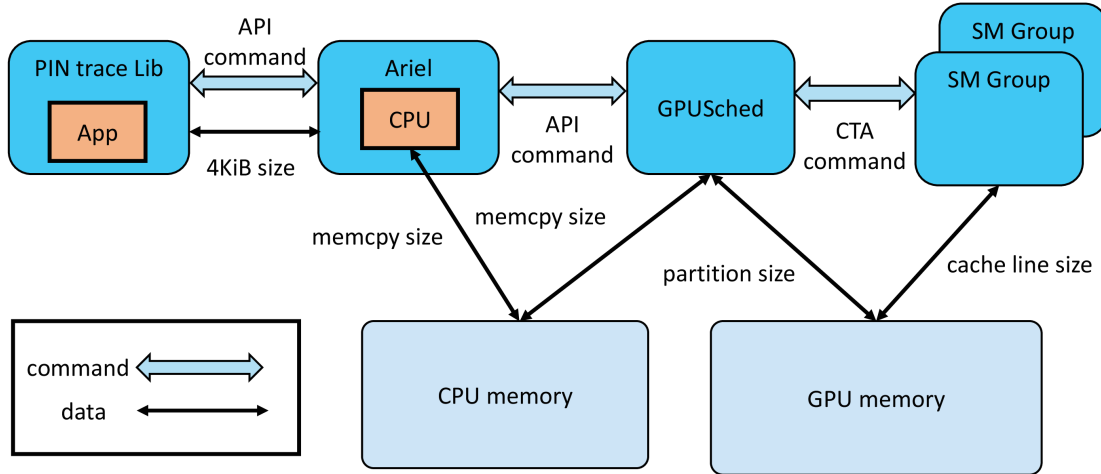 API
command
PIN trace Lib
App
4KiB size
Ariel
CPU
API
command
GPUSched
CTA
command
SM Group
SM Group
memcpy size
memcpy size
partition size
cache line size
command
data
CPU memory
GPU memory